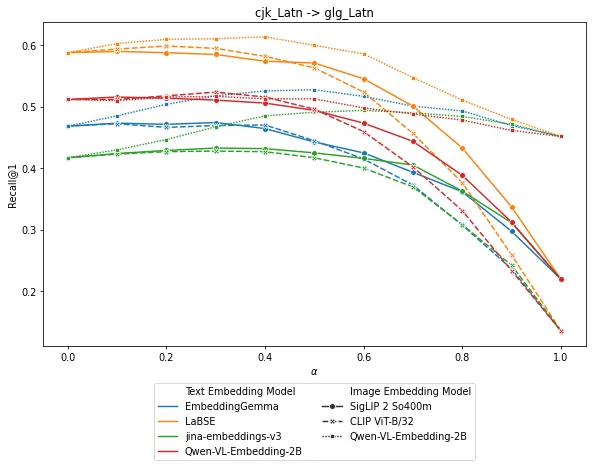 cjk_Latn -> glg_Latn
Recall@1
0.6
0.5
0.4
0.3
0.2
0.0 0.2 0.4 0.6 0.8 1.0
α
Text Embedding Model Image Embedding Model
EmbeddingGemma SigLIP 2 So400m
LaBSE CLIP ViT-B/32
jina-embeddings-v3 Qwen-VL-Embedding-2B
Qwen-VL-Embedding-2B